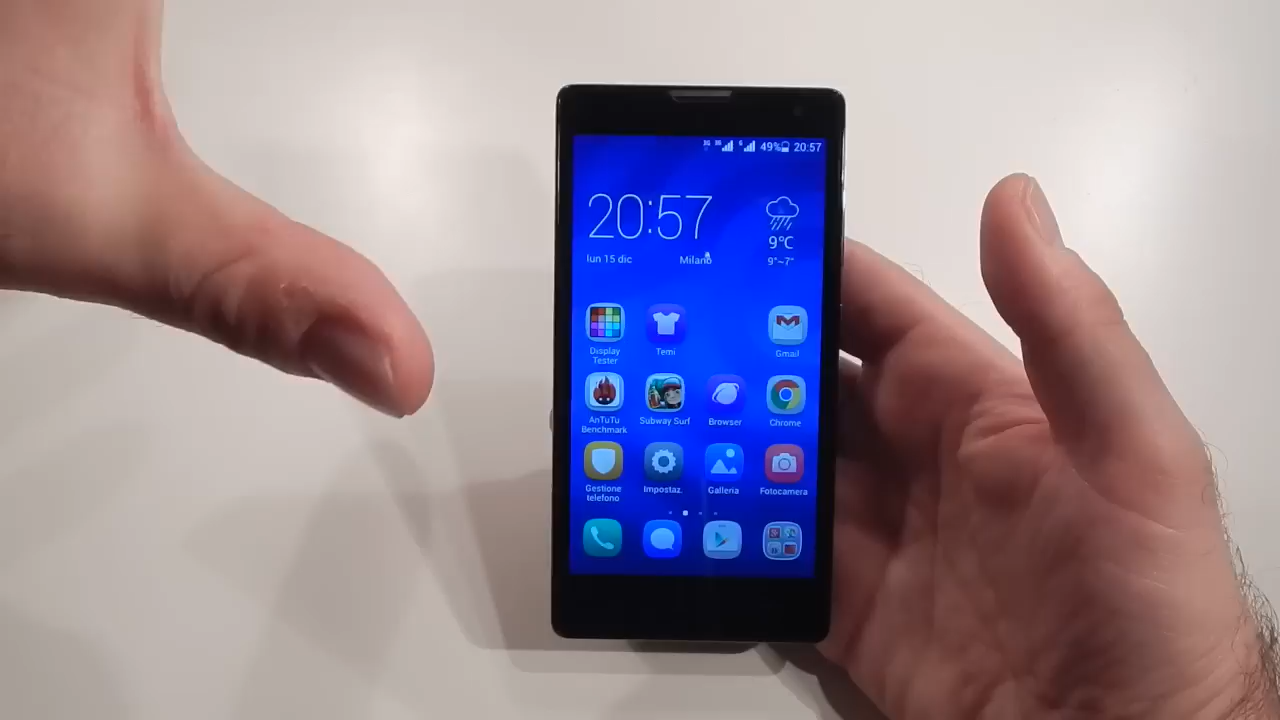 49% 20:57
20:57
lun 15 dic Milano
9°C
9°~7°
Display Tester
Temi
Gmail
AnTuTu Benchmark
Subway Surf
Browser
Chrome
Gestione telefono
Impostaz.
Galleria
Fotocamera